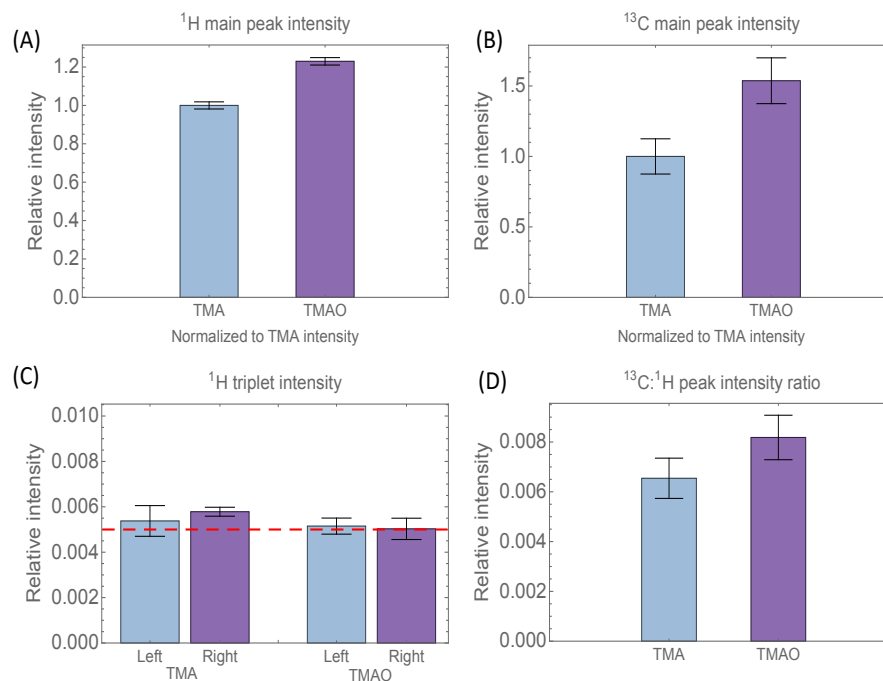 (A)
¹H main peak intensity
Relative intensity
1.2
1.0
0.8
0.6
0.4
0.2
0.0
TMA TMAO
Normalized to TMA intensity
(B)
¹³C main peak intensity
Relative intensity
1.5
1.0
0.5
0.0
TMA TMAO
Normalized to TMA intensity
(C)
¹H triplet intensity
Relative intensity
0.010
0.008
0.006
0.004
0.002
0.000
Left Right Left Right
TMA TMAO
(D)
¹³C:¹H peak intensity ratio
Relative intensity
0.008
0.006
0.004
0.002
0.000
TMA TMAO